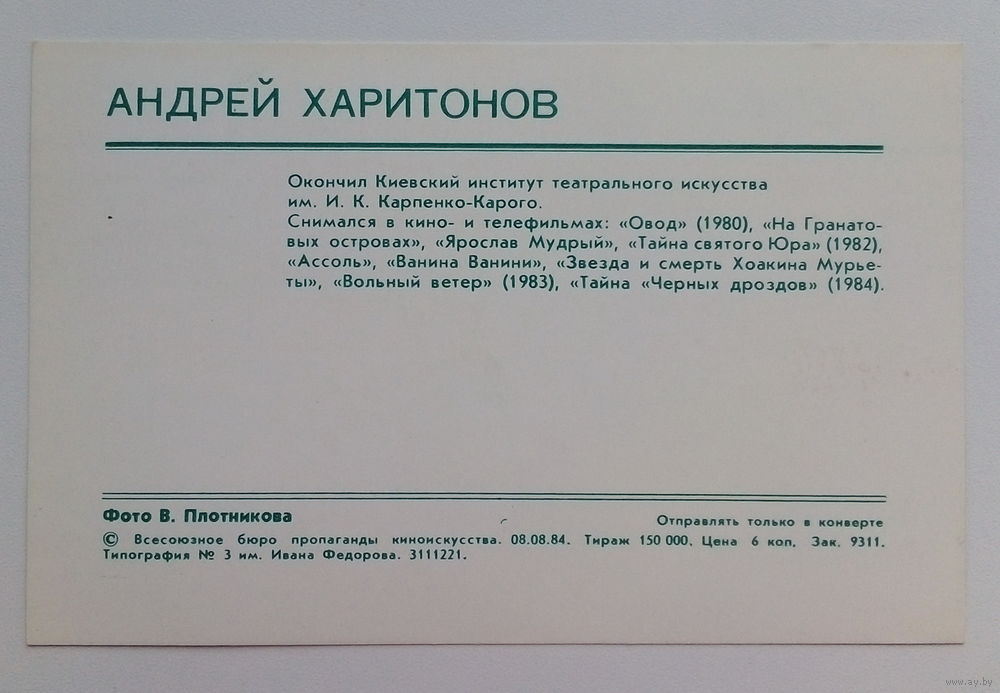 АНДРЕЙ ХАРИТОНОВ
Окончил Киевский институт театрального искусства
им. И. К. Карпенко-Карого.
Снимался в кино- и телефильмах: «Овод» (1980), «На Гранато-
вых островах», «Ярослав Мудрый», «Тайна святого Юра» (1982),
«Ассоль», «Ванина Ванини», «Звезда и смерть Хоакина Мурье-
ты», «Вольный ветер» (1983), «Тайна «Черных дроздов» (1984).
Фото В. Плотникова
Отправлять только в конверте
© Всесоюзное бюро пропаганды киноискусства. 08.08.84. Тираж 150 000. Цена 6 коп. Зак. 9311.
Типография № 3 им. Ивана Федорова. 3111221.
www.ay.by